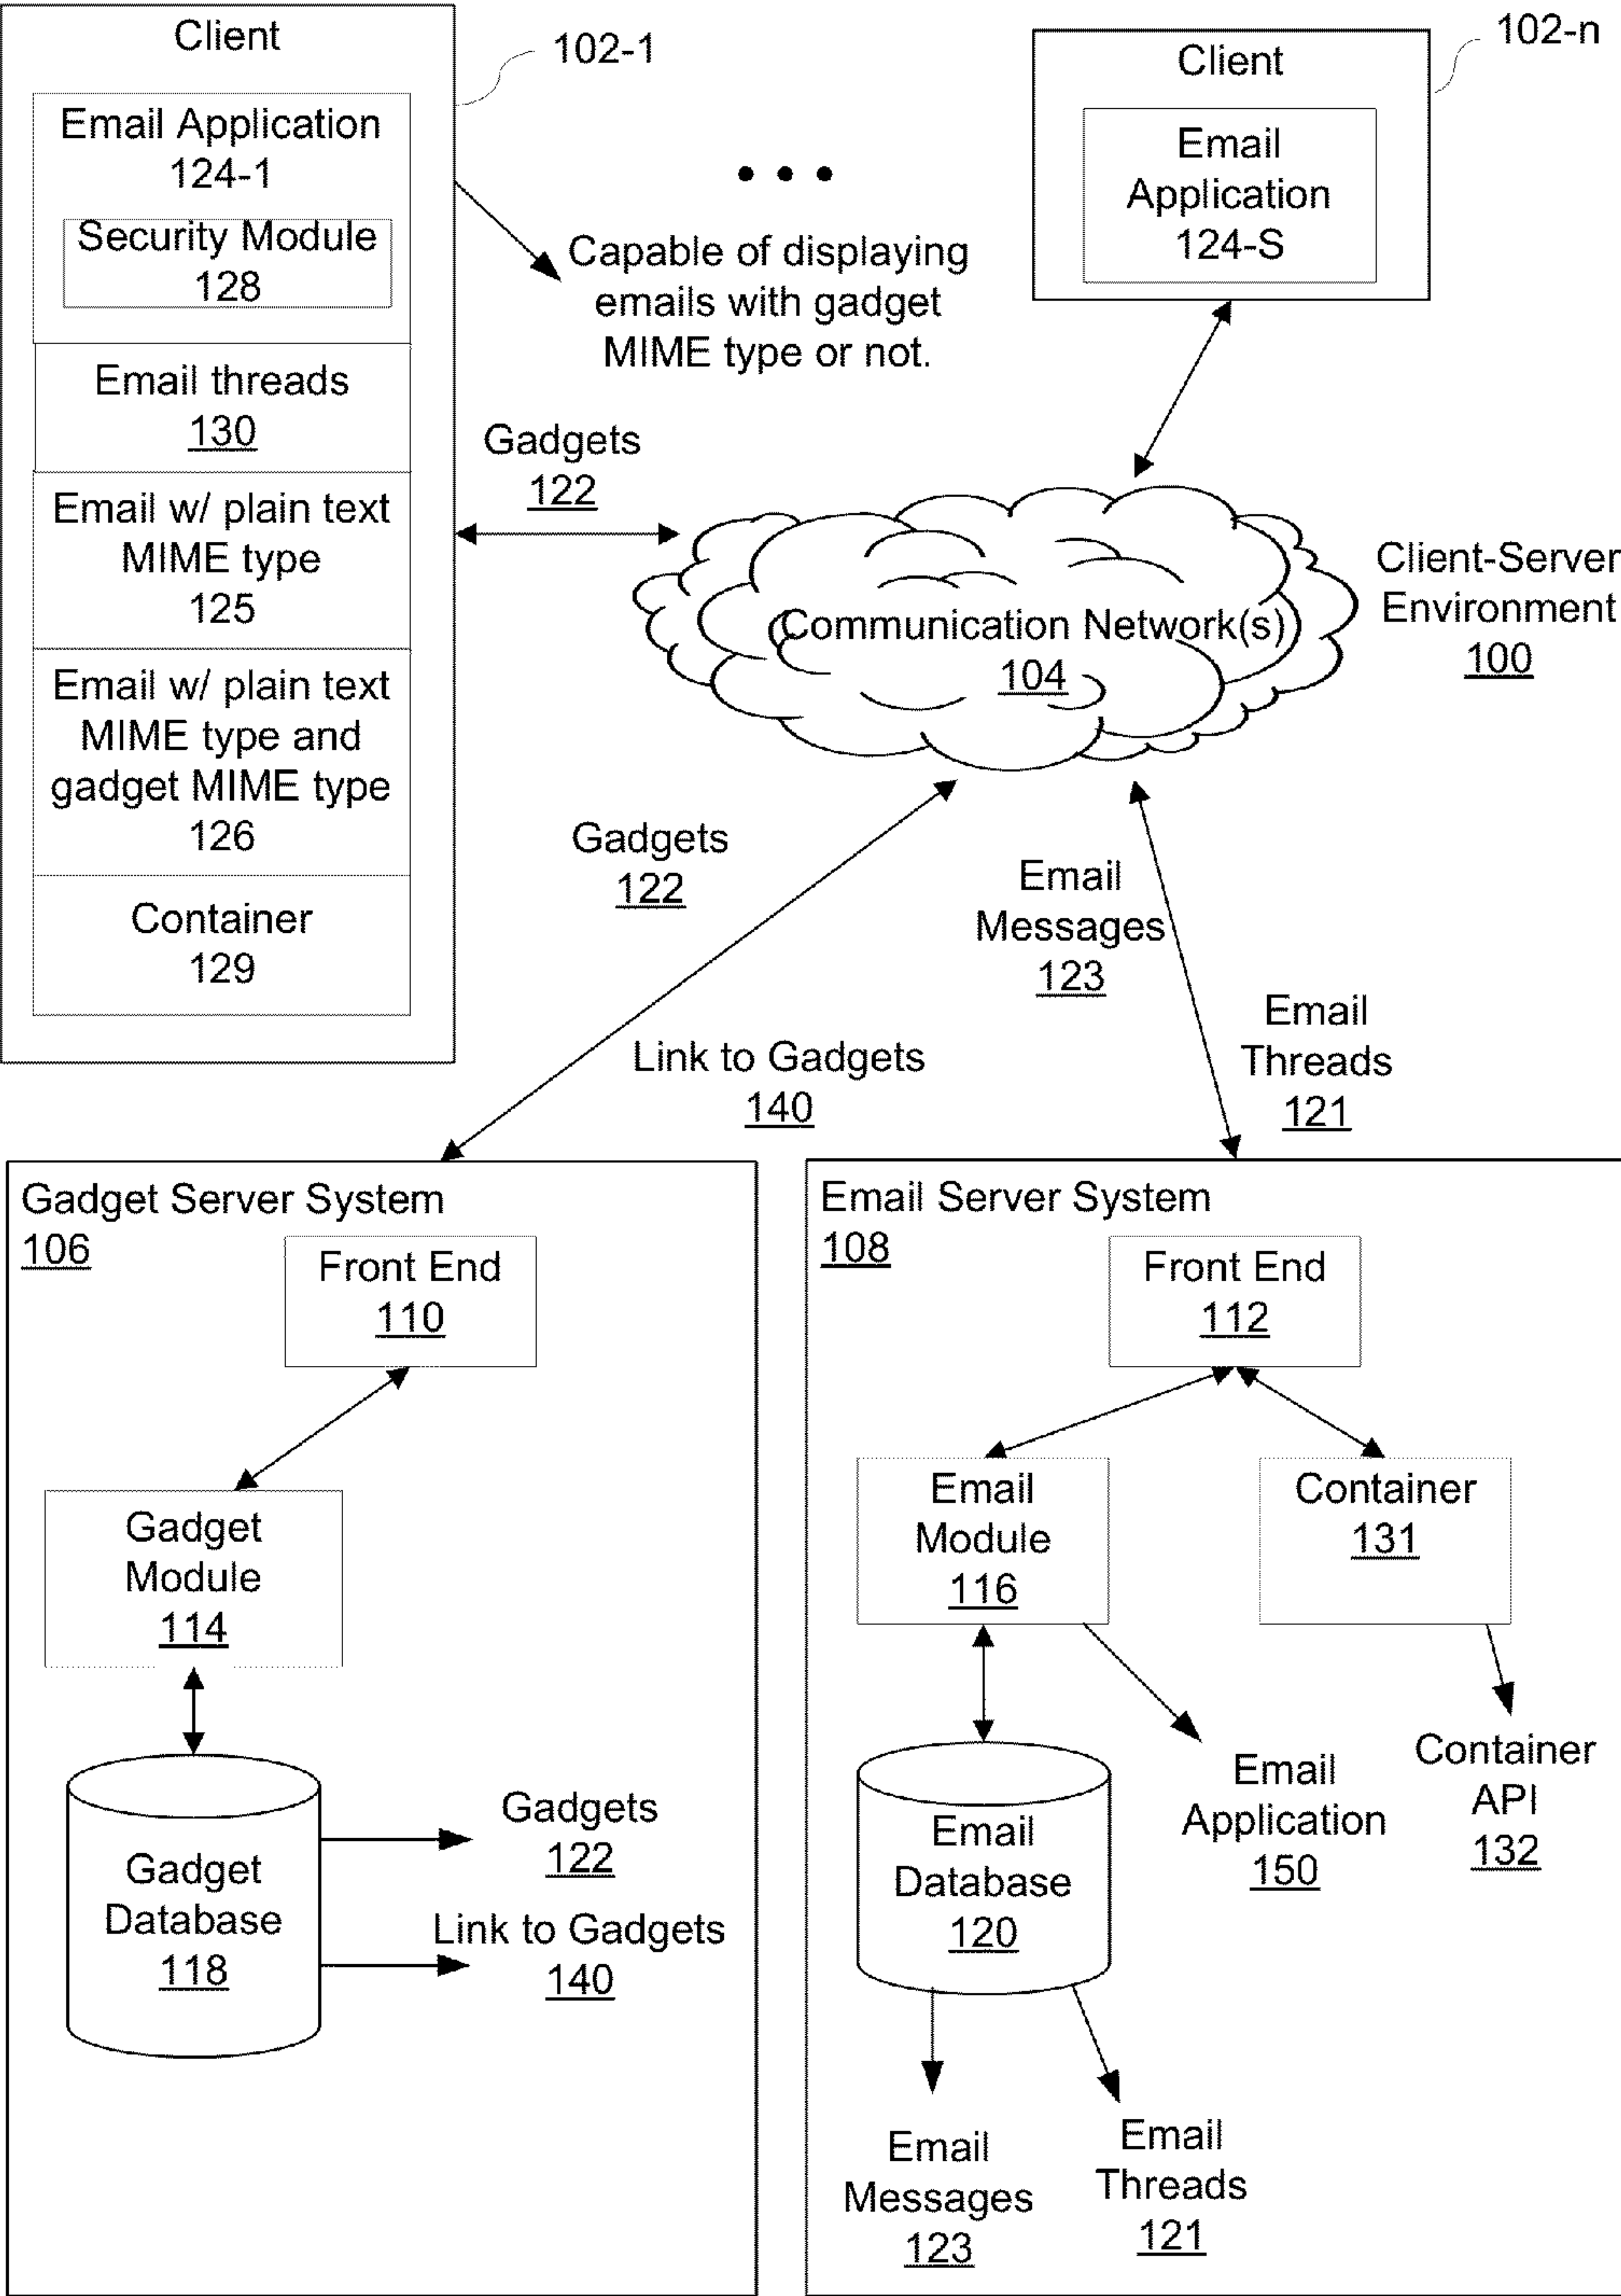 Client
102-1
Email Application
124-1
Security Module
128
Email threads
130
Email w/ plain text
MIME type
125
Email w/ plain text
MIME type and
gadget MIME type
126
Container
129
Capable of displaying
emails with gadget
MIME type or not.
102-n
Client
Email
Application
124-S
Gadgets
122
Communication Network(s)
104
Client-Server
Environment
100
Gadgets
122
Link to Gadgets
140
Email
Messages
123
Email
Threads
121
Gadget Server System
106
Front End
110
Gadget
Module
114
Gadget
Database
118
Gadgets
122
Link to Gadgets
140
Email Server System
108
Front End
112
Email
Module
116
Container
131
Email
Database
120
Email
Application
150
Container
API
132
Email
Messages
123
Email
Threads
121